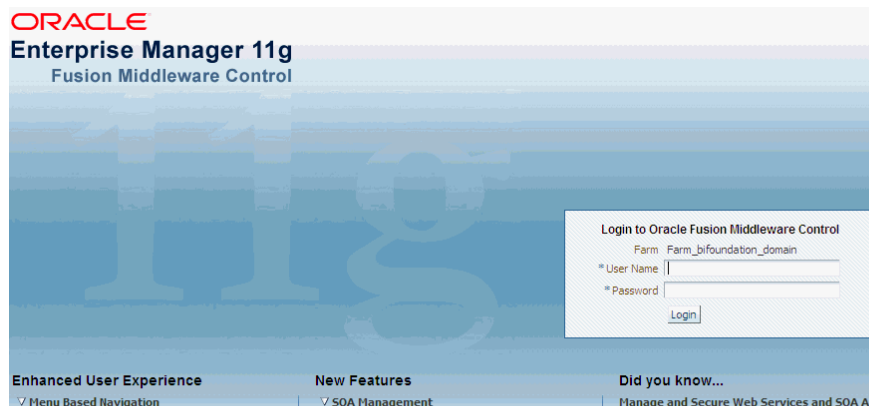 ORACLE
Enterprise Manager 11g
Fusion Middleware Control
11g
Login to Oracle Fusion Middleware Control
Farm Farm_bifoundation_domain
* User Name
* Password
Login
Enhanced User Experience
New Features
Did you know...
Menu Based Navigation
SOA Management
Manage and Secure Web Services and SOA A